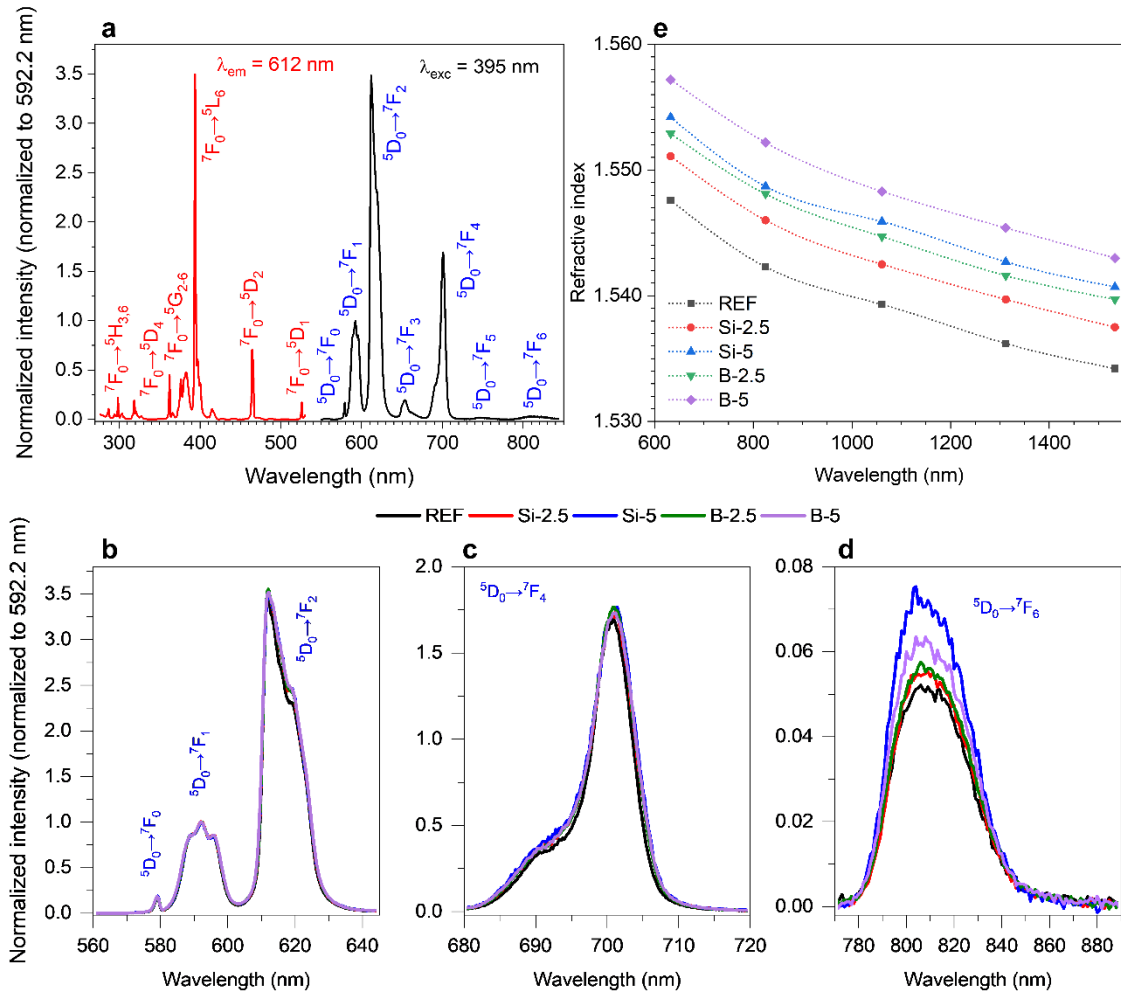 a
λem = 612 nm
λexc = 395 nm
Normalized intensity (normalized to 592.2 nm)
3.5
3.0
2.5
2.0
1.5
1.0
0.5
0.0
⁷F₀→⁵H₃,₆
⁷F₀→⁵D₄
⁷F₀→⁵G₂₋₆
⁷F₀→⁵L₆
⁷F₀→⁵D₂
⁷F₀→⁵D₁
⁵D₀→⁷F₀
⁵D₀→⁷F₁
⁵D₀→⁷F₂
⁵D₀→⁷F₃
⁵D₀→⁷F₄
⁵D₀→⁷F₅
⁵D₀→⁷F₆
300 400 500 600 700 800
Wavelength (nm)
e
Refractive index
1.560
1.550
1.540
1.530
REF
Si-2.5
Si-5
B-2.5
B-5
600 800 1000 1200 1400
Wavelength (nm)
REF Si-2.5 Si-5 B-2.5 B-5
b
Normalized intensity (normalized to 592.2 nm)
3.5
3.0
2.5
2.0
1.5
1.0
0.5
0.0
⁵D₀→⁷F₀
⁵D₀→⁷F₁
⁵D₀→⁷F₂
560 580 600 620 640
Wavelength (nm)
c
⁵D₀→⁷F₄
2.0
1.0
0.0
680 690 700 710 720
Wavelength (nm)
d
⁵D₀→⁷F₆
0.08
0.06
0.04
0.02
0.00
780 800 820 840 860 880
Wavelength (nm)